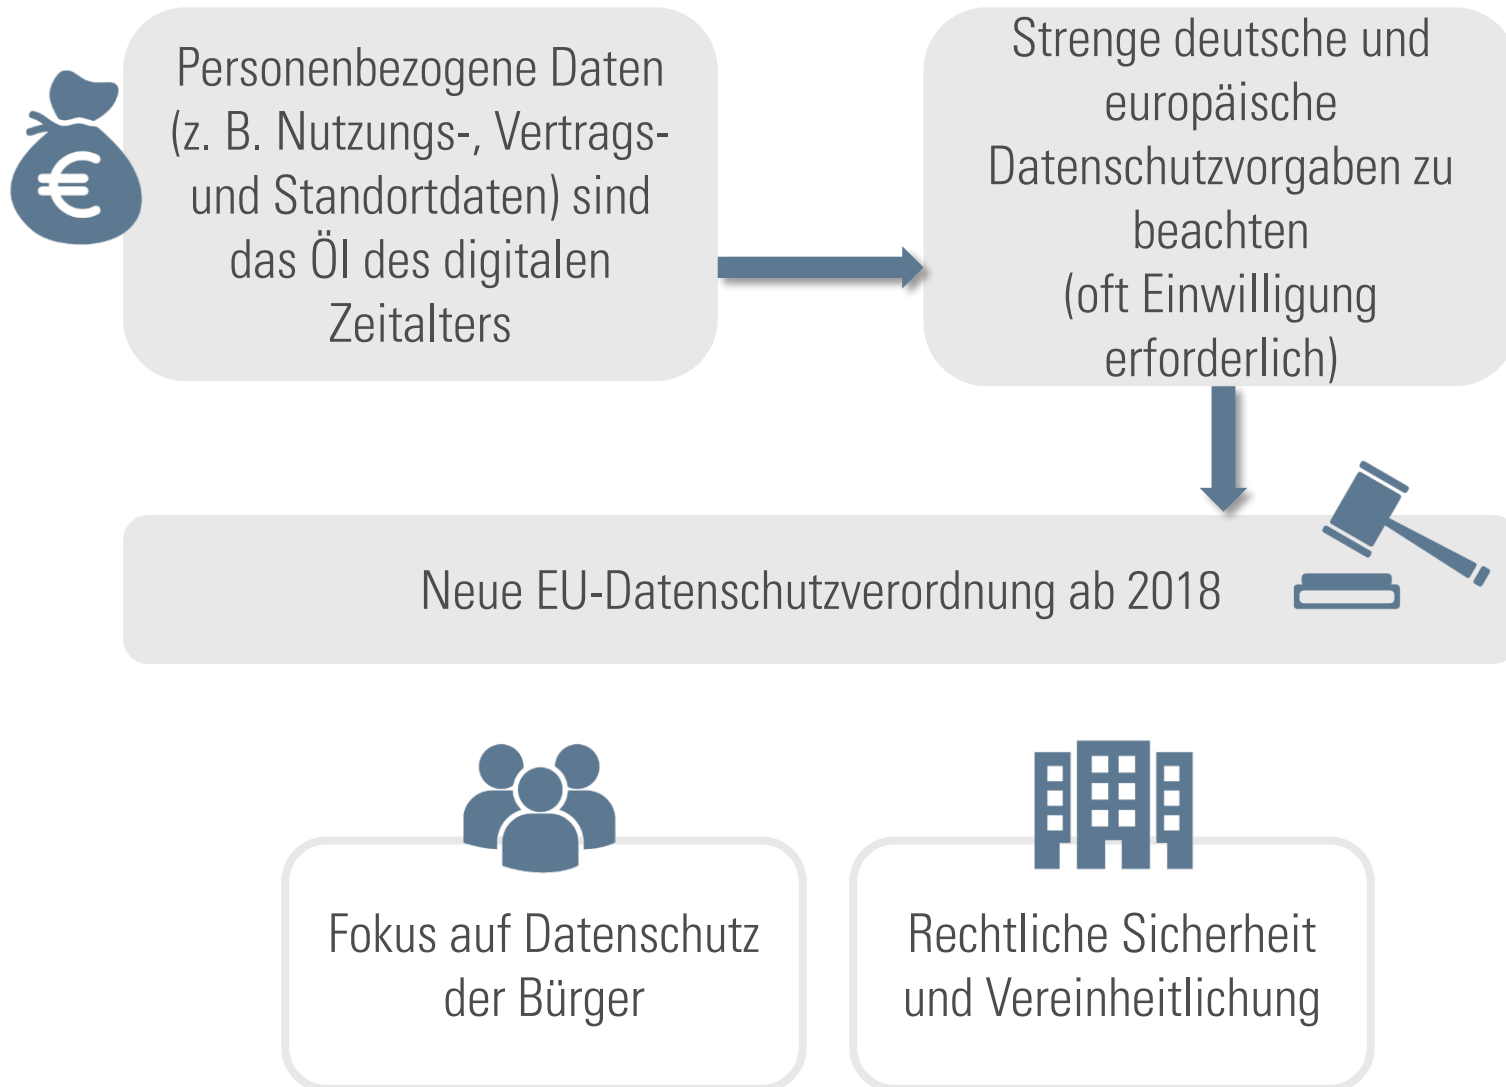 Personenbezogene Daten
(z. B. Nutzungs-, Vertrags-
und Standortdaten) sind
das Öl des digitalen
Zeitalters
Strenge deutsche und
europäische
Datenschutzvorgaben zu
beachten
(oft Einwilligung
erforderlich)
Neue EU-Datenschutzverordnung ab 2018
Fokus auf Datenschutz
der Bürger
Rechtliche Sicherheit
und Vereinheitlichung